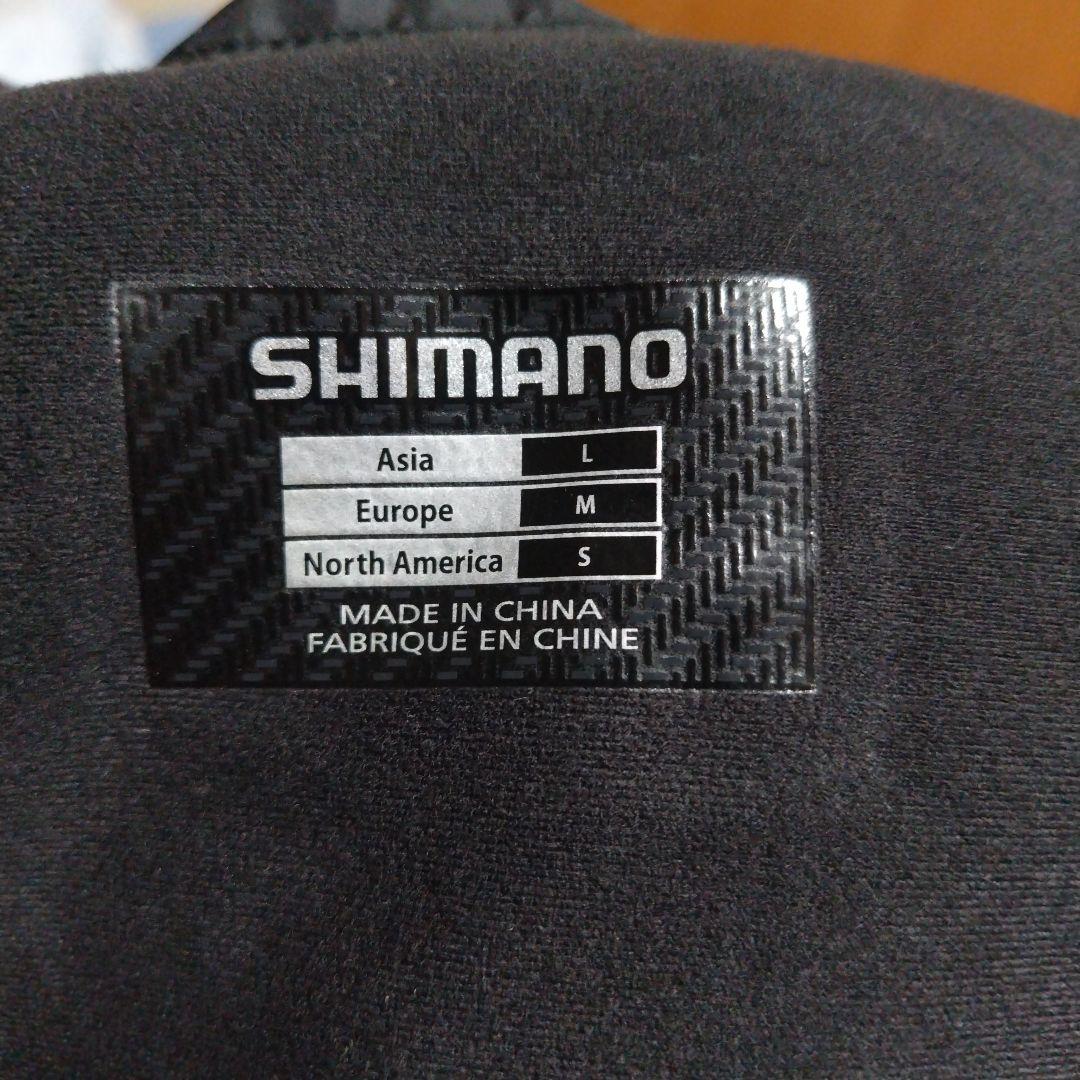 SHIMANO
Asia L
Europe M
North America S
MADE IN CHINA
FABRIQUÉ EN CHINE